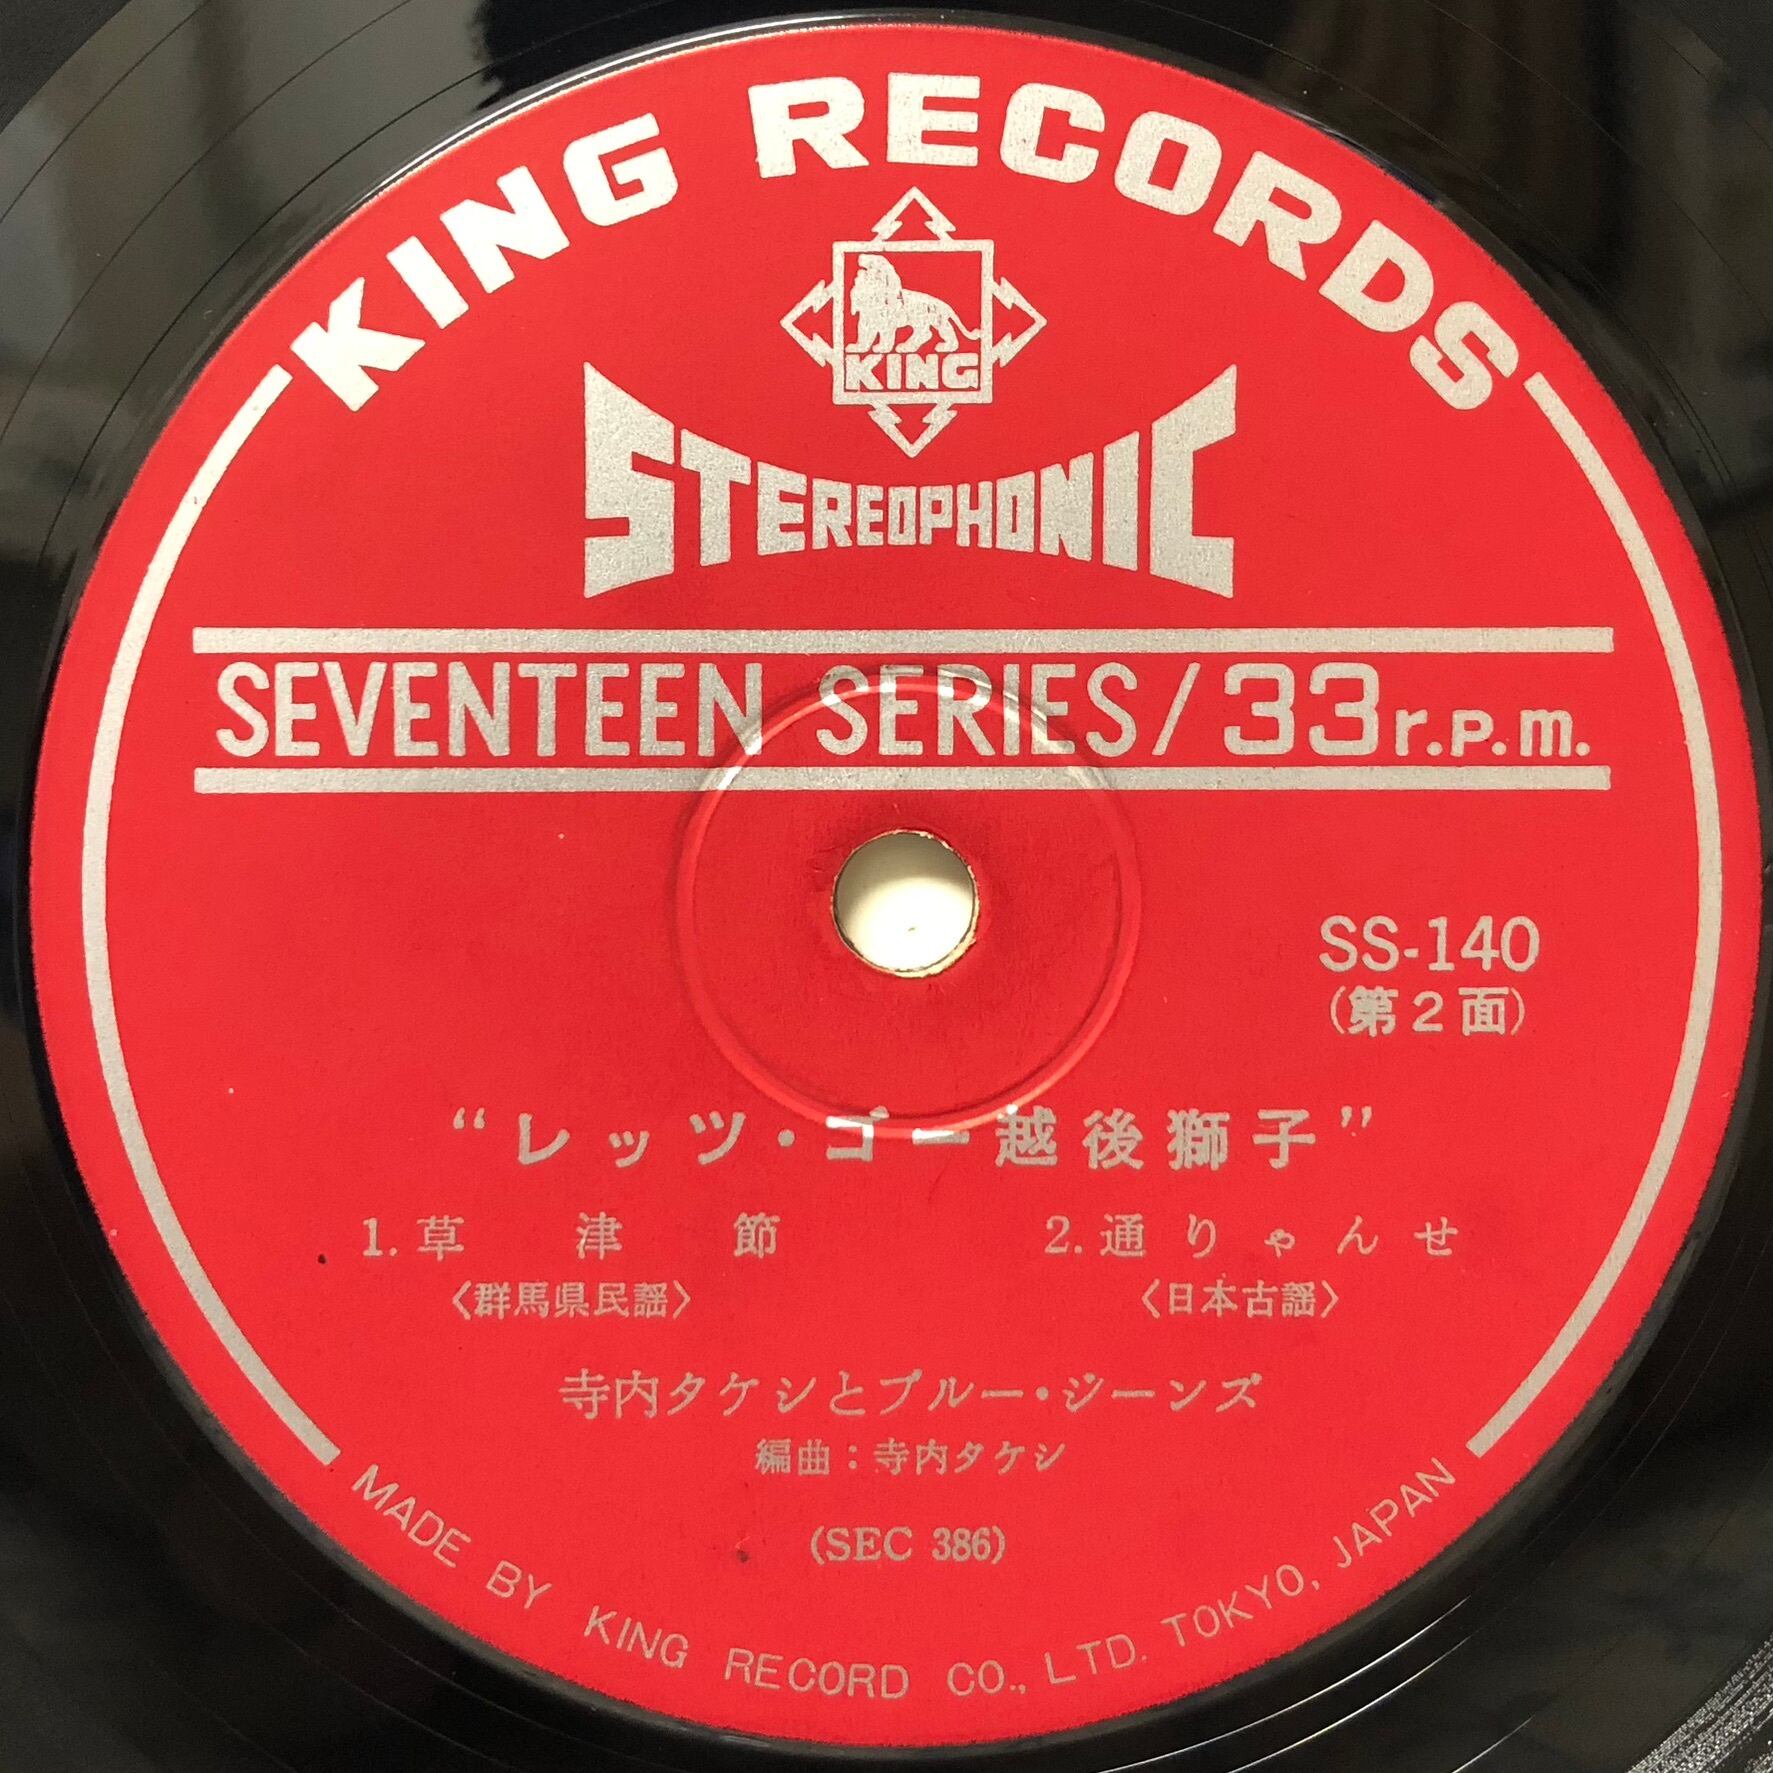 KING RECORDS
KING
STEREOPHONIC
SEVENTEEN SERIES/33r.p.m.
SS-140
(第2面)
“レッツ・ゴー越後獅子”
1. 草津節 2. 通りゃんせ
〈群馬県民謡〉 〈日本古謡〉
寺内タケシとブルー・ジーンズ
編曲：寺内タケシ
(SEC 386)
MADE BY KING RECORD CO., LTD. TOKYO, JAPAN